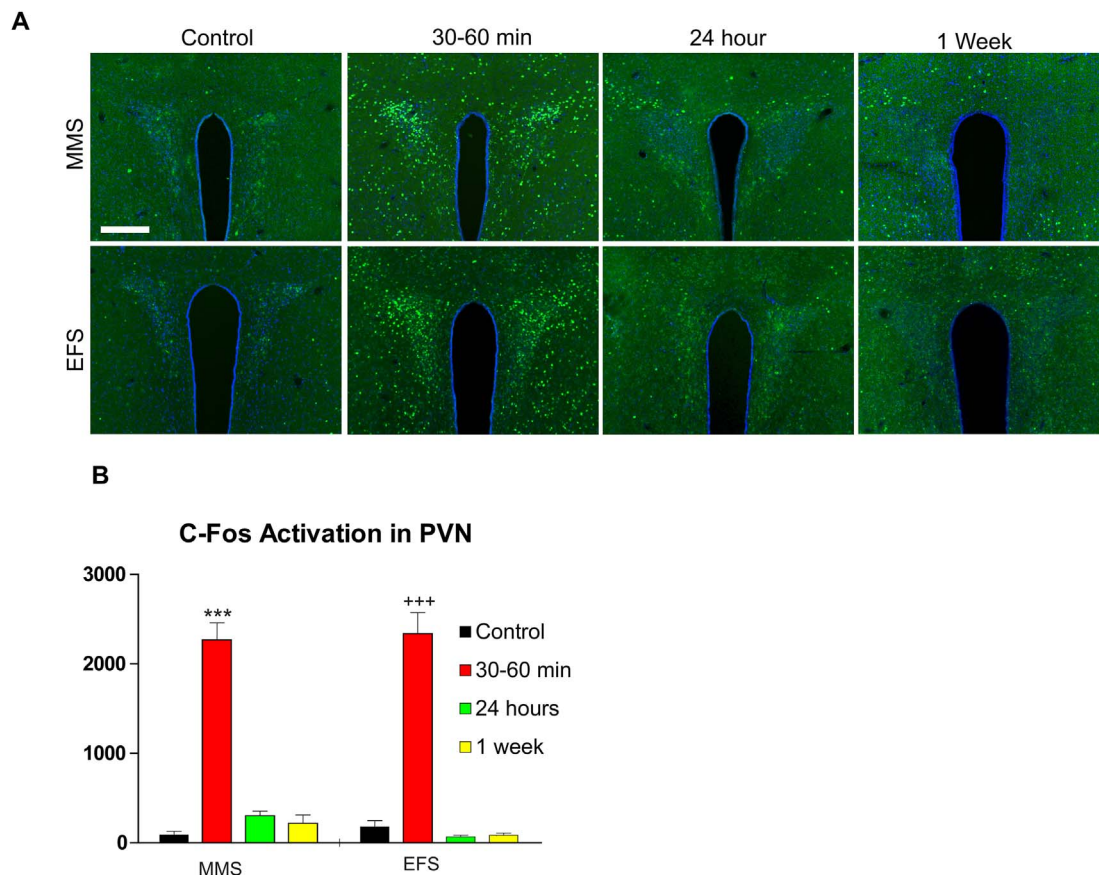 A
Control 30-60 min 24 hour 1 Week
MMS
EFS
B
C-Fos Activation in PVN
3000
2000
1000
0
***
+++
Control
30-60 min
24 hours
1 week
MMS EFS